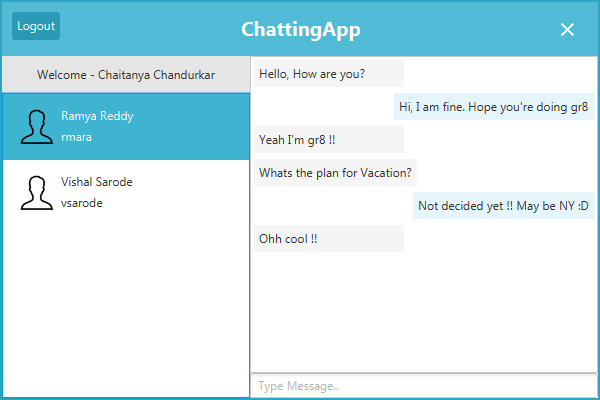 Logout
ChattingApp
Welcome - Chaitanya Chandurkar
Ramya Reddy
rmara
Vishal Sarode
vsarode
Hello, How are you?
Hi, I am fine. Hope you're doing gr8
Yeah I'm gr8 !!
Whats the plan for Vacation?
Not decided yet !! May be NY :D
Ohh cool !!
Type Message..